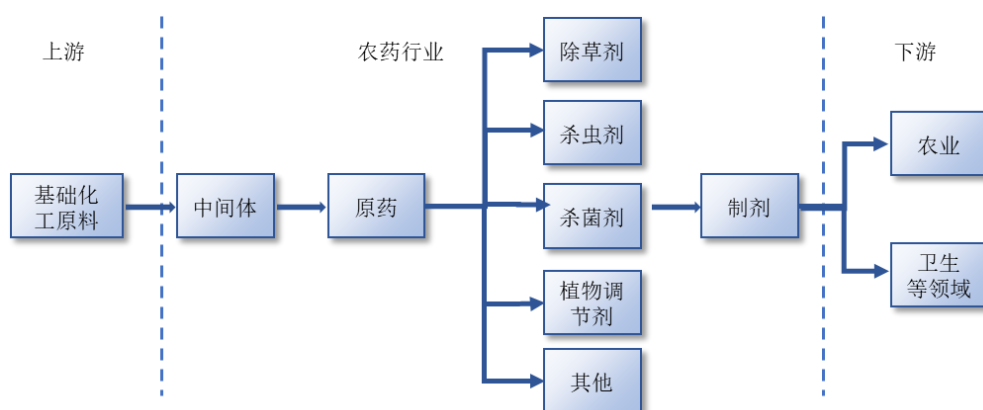 上游
农药行业
下游
基础化
工原料
中间体
原药
除草剂
杀虫剂
杀菌剂
植物调
节剂
其他
制剂
农业
卫生
等领域